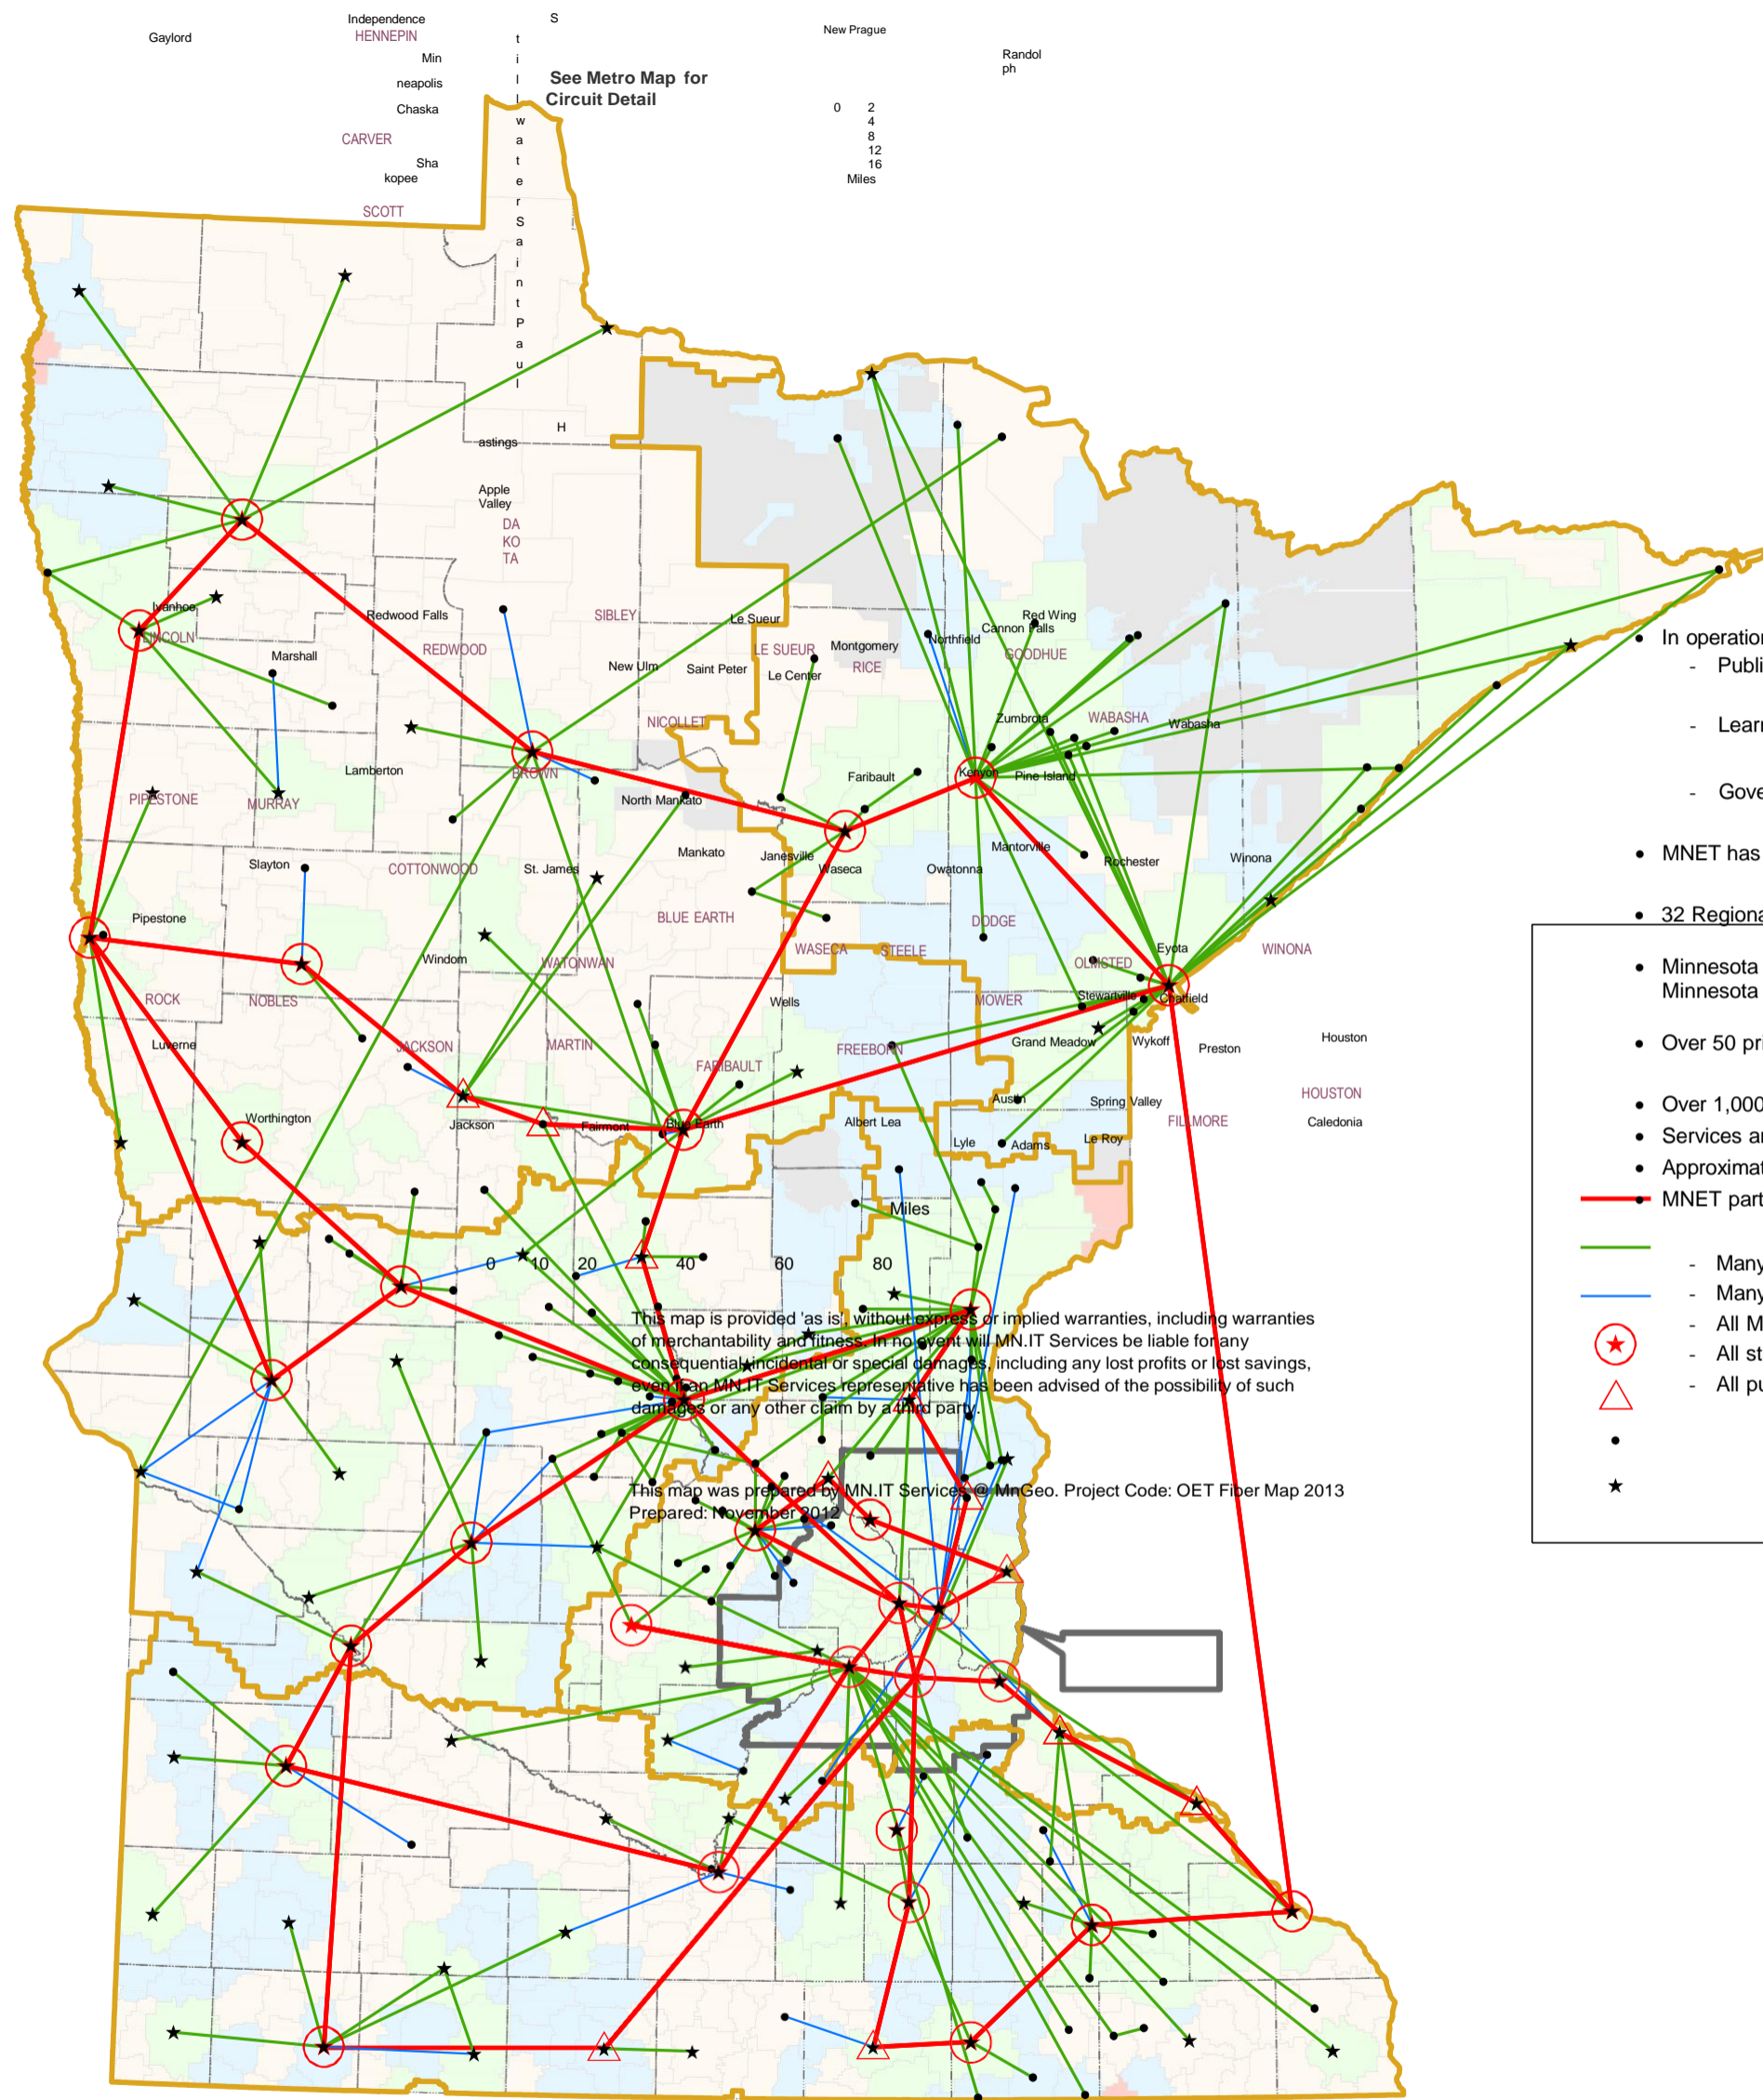 Independence
HENNEPIN
Gaylord
Min
neapolis
Chaska
CARVER
Sha
kopee
SCOTT
S
t
i
l
l
w
a
t
e
r
S
a
i
n
t
P
a
u
l
See Metro Map for
Circuit Detail
New Prague
Randol
ph
0 2
4
8
12
16
Miles
H
astings
Apple
Valley
DA
KO
TA
Ivanhoe
LINCOLN
Marshall
Redwood Falls
REDWOOD
SIBLEY
New Ulm
Saint Peter
Le Sueur
LE SUEUR
Le Center
Montgomery
RICE
Northfield
Cannon Falls
Red Wing
GOODHUE
NICOLLET
Zumbrota
WABASHA
Wabasha
Lamberton
BROWN
PIPESTONE
MURRAY
North Mankato
Faribault
Kenyon
Pine Island
Slayton
COTTONWOOD
St. James
Mankato
Janesville
Waseca
Owatonna
Mantorville
Rochester
Winona
Pipestone
Windom
WATONWAN
BLUE EARTH
WASECA
STEELE
DODGE
OLMSTED
Eyota
WINONA
ROCK
NOBLES
Wells
MOWER
Stewartville
Chatfield
Luverne
JACKSON
MARTIN
FARIBAULT
FREEBORN
Grand Meadow
Wykoff
Preston
Houston
HOUSTON
Worthington
Jackson
Fairmont
Blue Earth
Albert Lea
Austin
Spring Valley
FILLMORE
Caledonia
Lyle
Adams
Le Roy
Miles
0 10 20 40 60 80
This map is provided 'as is', without express or implied warranties, including warranties
of merchantability and fitness. In no event will MN.IT Services be liable for any
consequential, incidental or special damages, including any lost profits or lost savings,
even if an MN.IT Services representative has been advised of the possibility of such
damages or any other claim by a third party.
This map was prepared by MN.IT Services @ MnGeo. Project Code: OET Fiber Map 2013
Prepared: November 2012
• In operation
- Publi
- Learn
- Gove
• MNET has
• 32 Regiona
• Minnesota
Minnesota
• Over 50 pri
• Over 1,000
• Services ar
• Approximat
• MNET part
- Many
- Many
- All M
- All st
- All pu